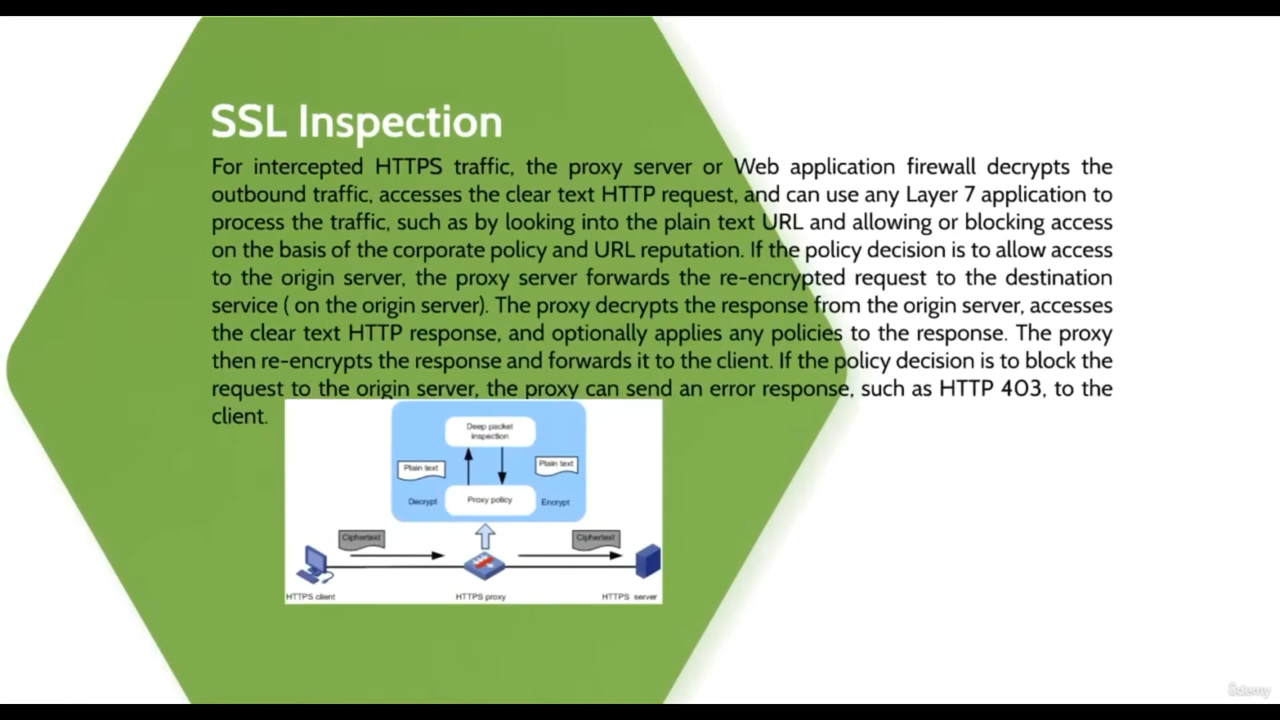 SSL Inspection
For intercepted HTTPS traffic, the proxy server or Web application firewall decrypts the
outbound traffic, accesses the clear text HTTP request, and can use any Layer 7 application to
process the traffic, such as by looking into the plain text URL and allowing or blocking access
on the basis of the corporate policy and URL reputation. If the policy decision is to allow access
to the origin server, the proxy server forwards the re-encrypted request to the destination
service ( on the origin server). The proxy decrypts the response from the origin server, accesses
the clear text HTTP response, and optionally applies any policies to the response. The proxy
then re-encrypts the response and forwards it to the client. If the policy decision is to block the
request to the origin server, the proxy can send an error response, such as HTTP 403, to the
client.
Deep packet
inspection
Plain text
Plain text
Decrypt
Proxy policy
Encrypt
Ciphertext
Ciphertext
HTTPS client
HTTPS proxy
HTTPS server
ûdemy